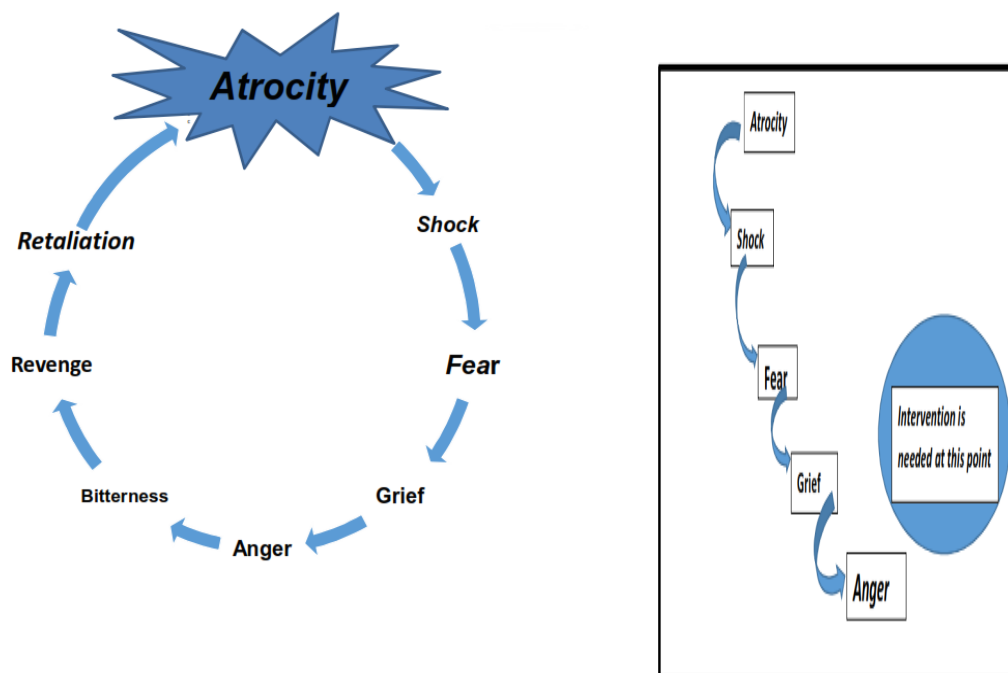 Atrocity
Shock
Fear
Grief
Anger
Bitterness
Revenge
Retaliation
Atrocity
Shock
Fear
Grief
Anger
Intervention is
needed at this point